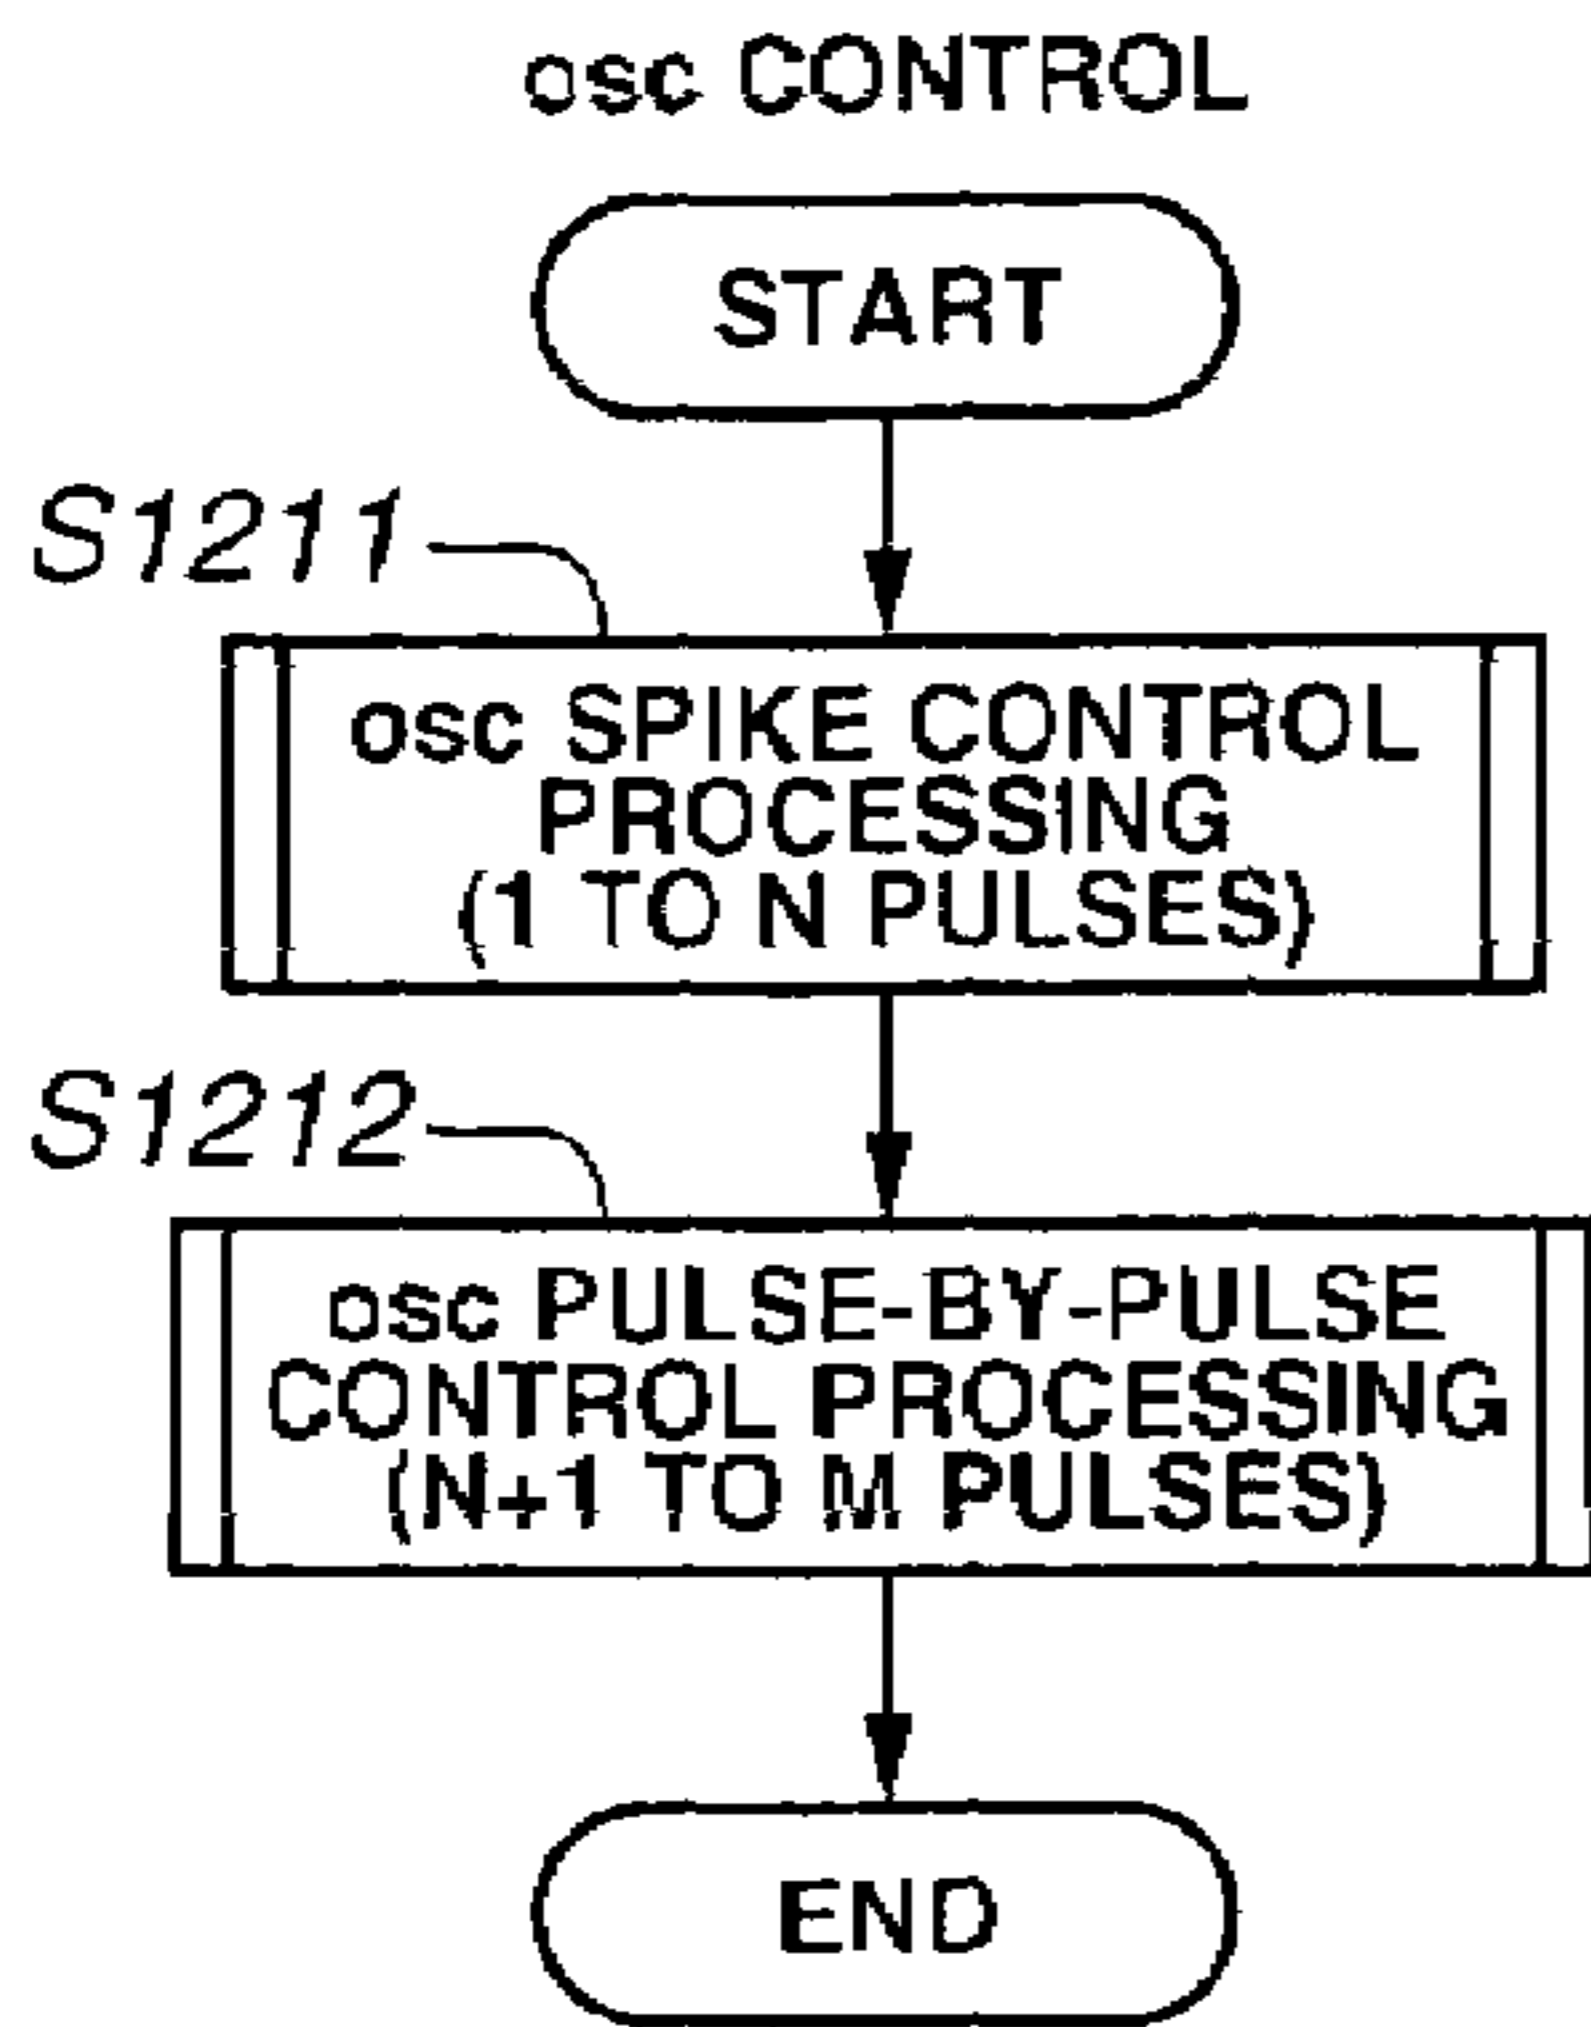 osc CONTROL
START
S1211
osc SPIKE CONTROL
PROCESSING
(1 TO N PULSES)
S1212
osc PULSE-BY-PULSE
CONTROL PROCESSING
(N+1 TO M PULSES)
END